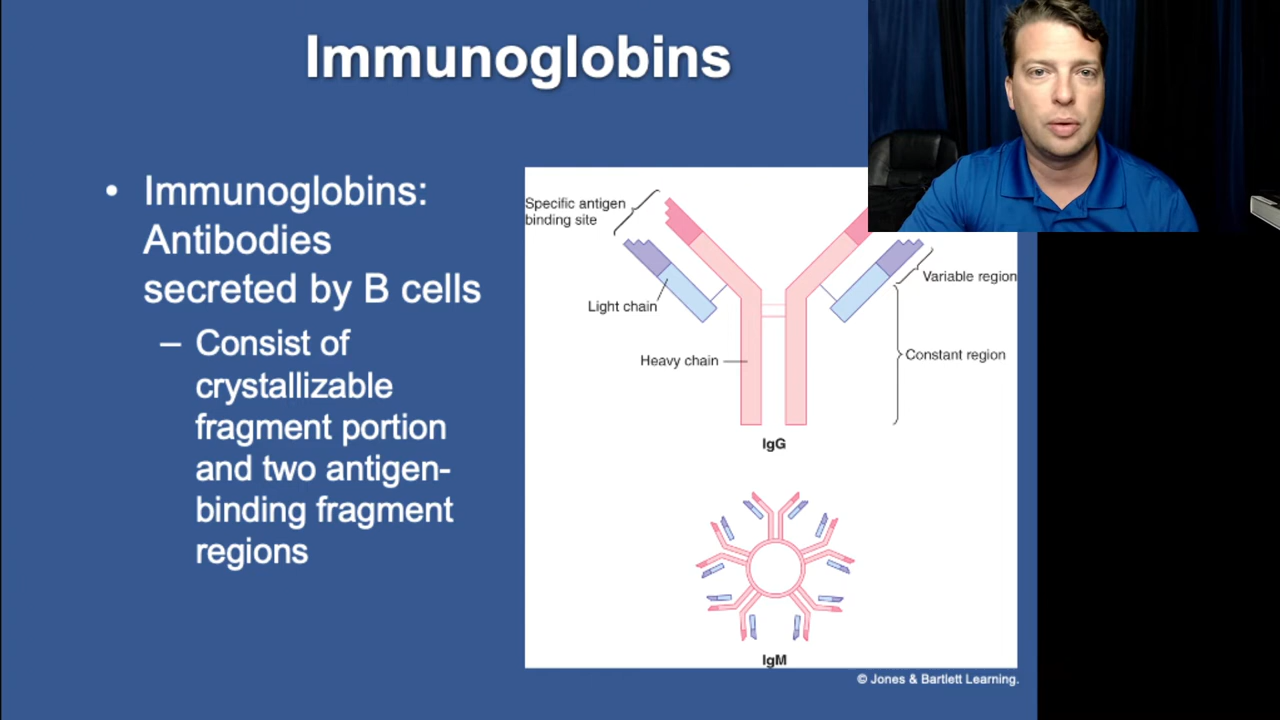 Immunoglobins
• Immunoglobins:
Antibodies
secreted by B cells
– Consist of
crystallizable
fragment portion
and two antigen-
binding fragment
regions
Specific antigen
binding site
Light chain
Heavy chain
Variable region
Constant region
IgG
IgM
© Jones & Bartlett Learning.